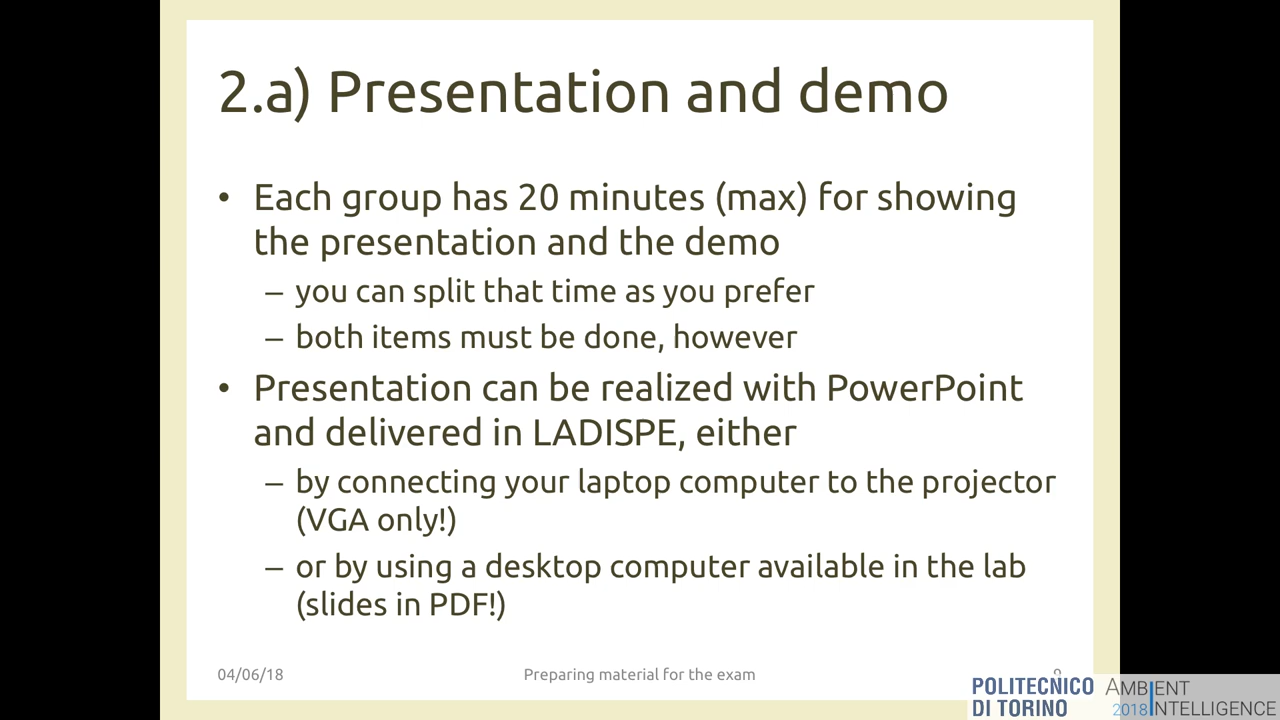 2.a) Presentation and demo
• Each group has 20 minutes (max) for showing
the presentation and the demo
– you can split that time as you prefer
– both items must be done, however
• Presentation can be realized with PowerPoint
and delivered in LADISPE, either
– by connecting your laptop computer to the projector
(VGA only!)
– or by using a desktop computer available in the lab
(slides in PDF!)
04/06/18 Preparing material for the exam
POLITECNICO
DI TORINO
AMBIENT
2018 INTELLIGENCE